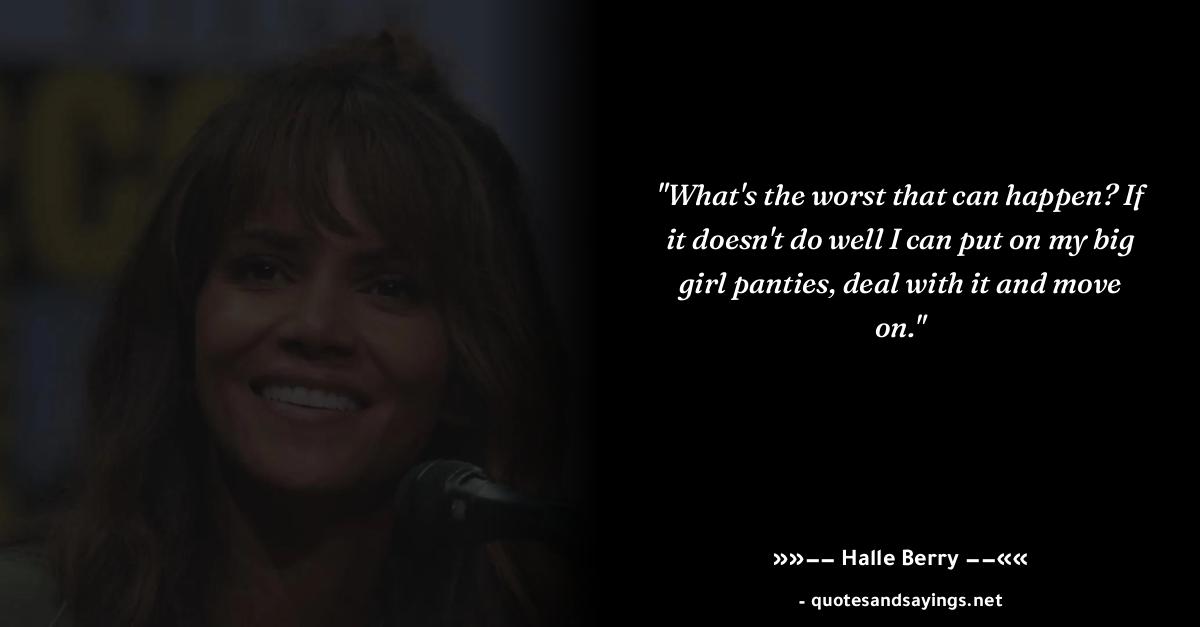 "What's the worst that can happen? If
it doesn't do well I can put on my big
girl panties, deal with it and move
on."
»»–– Halle Berry ––««
- quotesandsayings.net